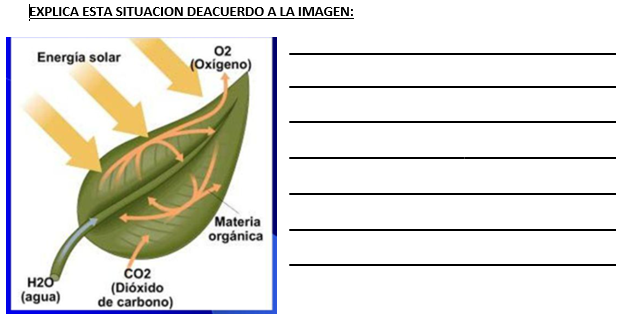 EXPLICA ESTA SITUACION DEACUERDO A LA IMAGEN:
Energía solar
O2
(Oxígeno)
Materia
orgánica
H2O
(agua)
CO2
(Dióxido
de carbono)